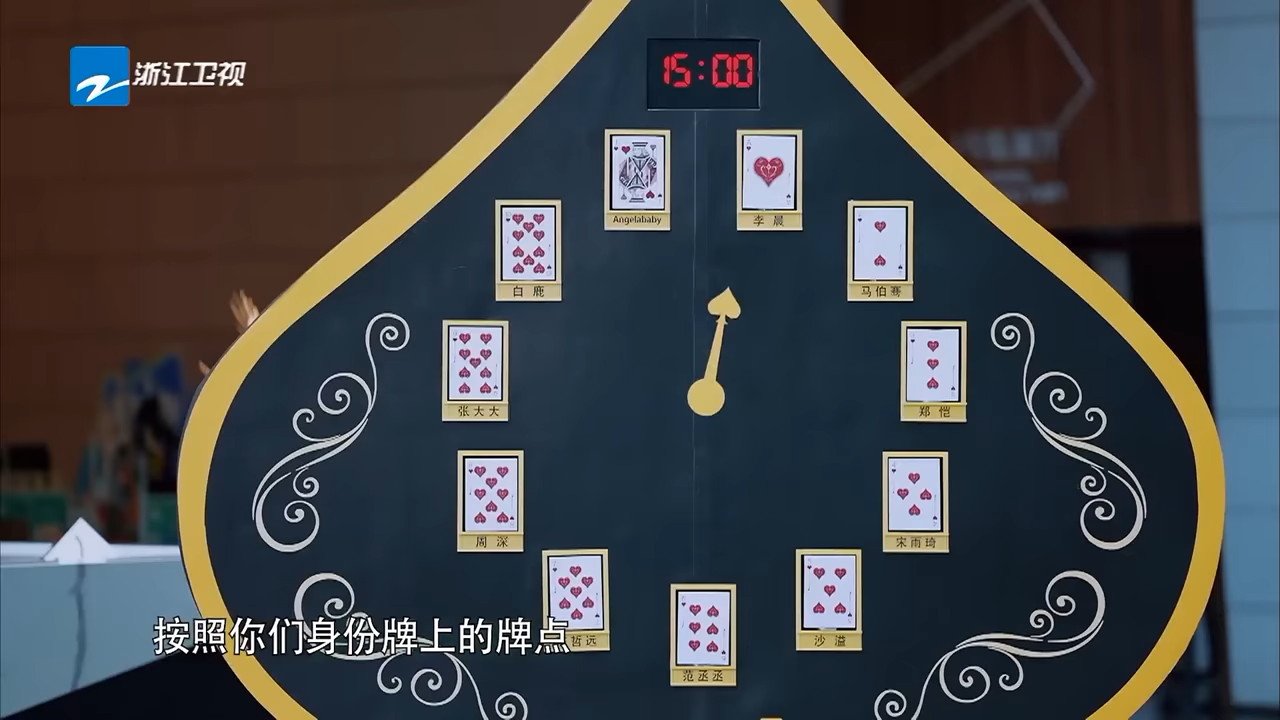 浙江卫视
15:00
Angelababy
李晨
白鹿
马伯骞
张大大
郑恺
周深
宋雨琦
哲远
沙溢
范丞丞
按照你们身份牌上的牌点